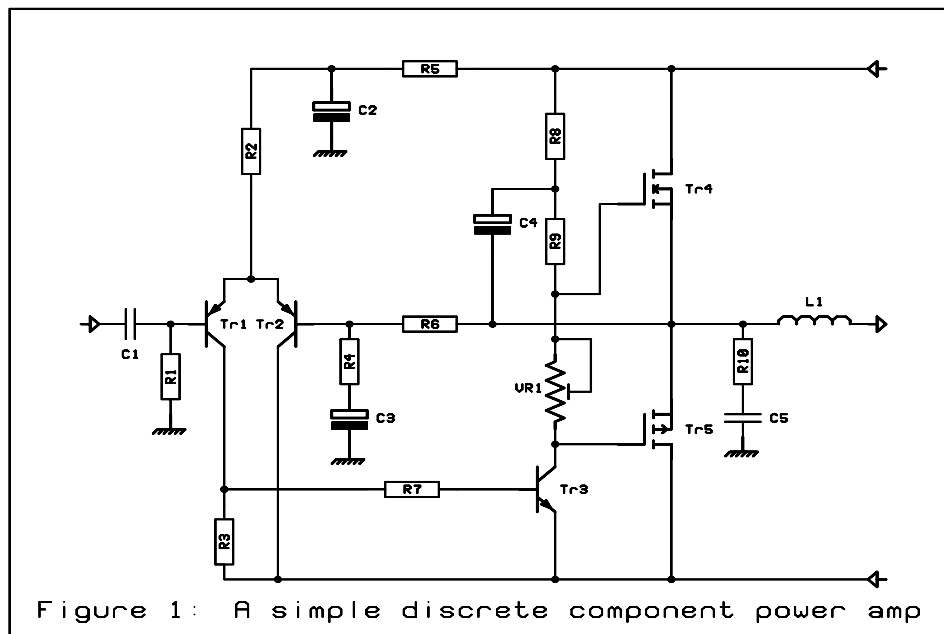 R5
C2
R2
R8
Tr4
C4
R9
L1
Tr1 Tr2
R6
C1
R1
R4
R10
VR1
C3
C5
Tr5
R7
Tr3
R3
Figure 1: A simple discrete component power amp